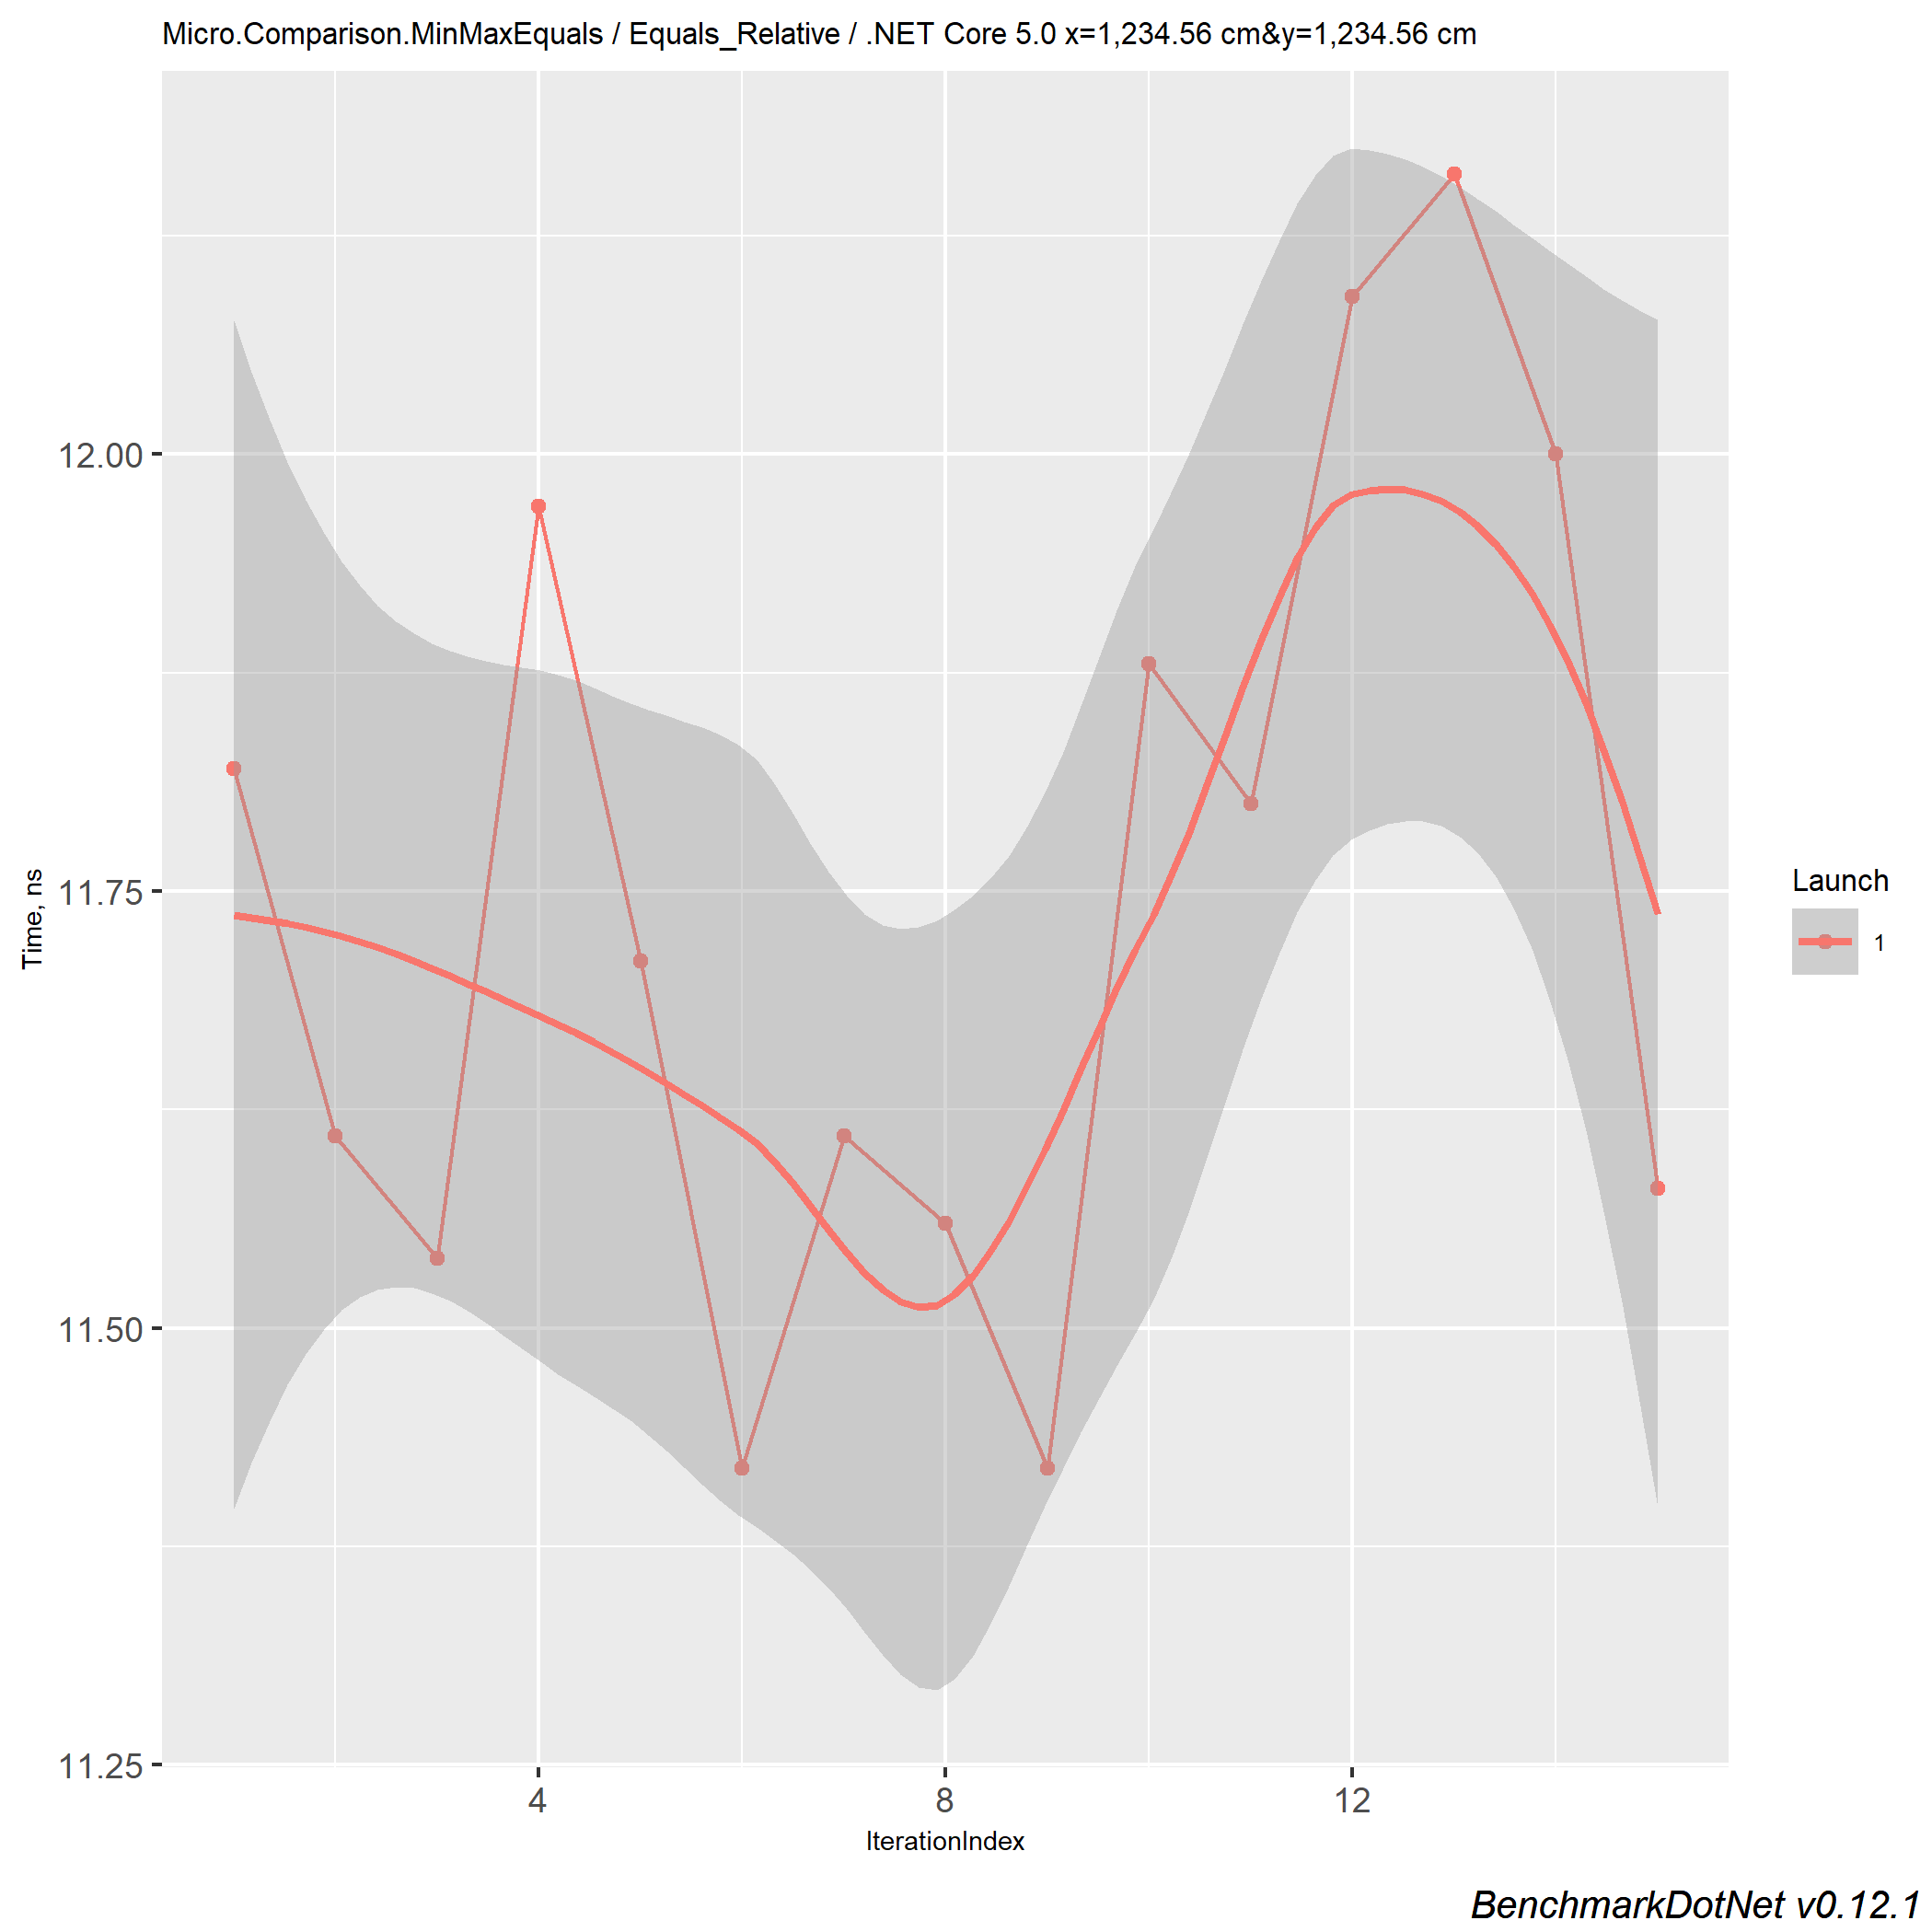 Micro.Comparison.MinMaxEquals / Equals_Relative / .NET Core 5.0 x=1,234.56 cm&y=1,234.56 cm
12.00
11.75
11.50
11.25
Time, ns
4 8 12
IterationIndex
Launch
1
BenchmarkDotNet v0.12.1